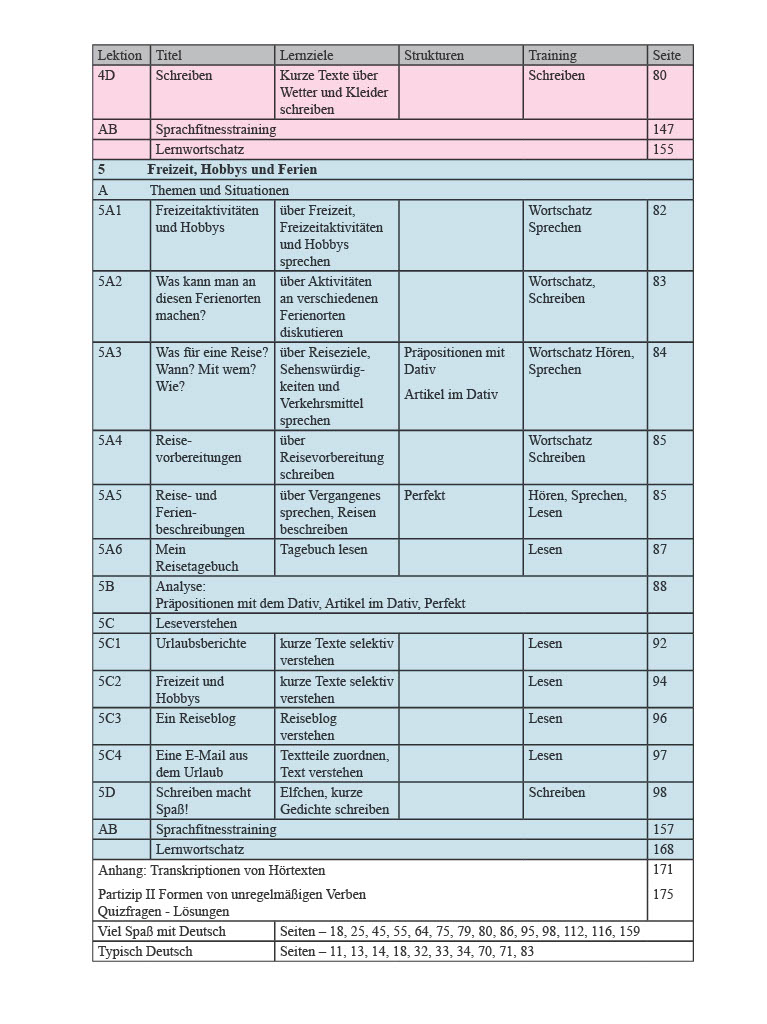 Lektion Titel Lernziele Strukturen Training Seite
4D Schreiben Kurze Texte über Schreiben 80
Wetter und Kleider
schreiben
AB Sprachfitnesstraining 147
Lernwortschatz 155
5 Freizeit, Hobbys und Ferien
A Themen und Situationen
5A1 Freizeitaktivitäten über Freizeit, Wortschatz 82
und Hobbys Freizeitaktivitäten Sprechen
und Hobbys
sprechen
5A2 Was kann man an über Aktivitäten Wortschatz, 83
diesen Ferienorten an verschiedenen Schreiben
machen? Ferienorten
diskutieren
5A3 Was für eine Reise? über Reiseziele, Präpositionen mit Wortschatz Hören, 84
Wann? Mit wem? Sehenswürdig- Dativ Sprechen
Wie? keiten und Artikel im Dativ
Verkehrsmittel
sprechen
5A4 Reise- über Wortschatz 85
vorbereitungen Reisevorbereitung Schreiben
schreiben
5A5 Reise- und über Vergangenes Perfekt Hören, Sprechen, 85
Ferien- sprechen, Reisen Lesen
beschreibungen beschreiben
5A6 Mein Tagebuch lesen Lesen 87
Reisetagebuch
5B Analyse: 88
Präpositionen mit dem Dativ, Artikel im Dativ, Perfekt
5C Leseverstehen
5C1 Urlaubsberichte kurze Texte selektiv Lesen 92
verstehen
5C2 Freizeit und kurze Texte selektiv Lesen 94
Hobbys verstehen
5C3 Ein Reiseblog Reiseblog Lesen 96
verstehen
5C4 Eine E-Mail aus Textteile zuordnen, Lesen 97
dem Urlaub Text verstehen
5D Schreiben macht Elfchen, kurze Schreiben 98
Spaß! Gedichte schreiben
AB Sprachfitnesstraining 157
Lernwortschatz 168
Anhang: Transkriptionen von Hörtexten 171
Partizip II Formen von unregelmäßigen Verben 175
Quizfragen - Lösungen
Viel Spaß mit Deutsch Seiten – 18, 25, 45, 55, 64, 75, 79, 80, 86, 95, 98, 112, 116, 159
Typisch Deutsch Seiten – 11, 13, 14, 18, 32, 33, 34, 70, 71, 83